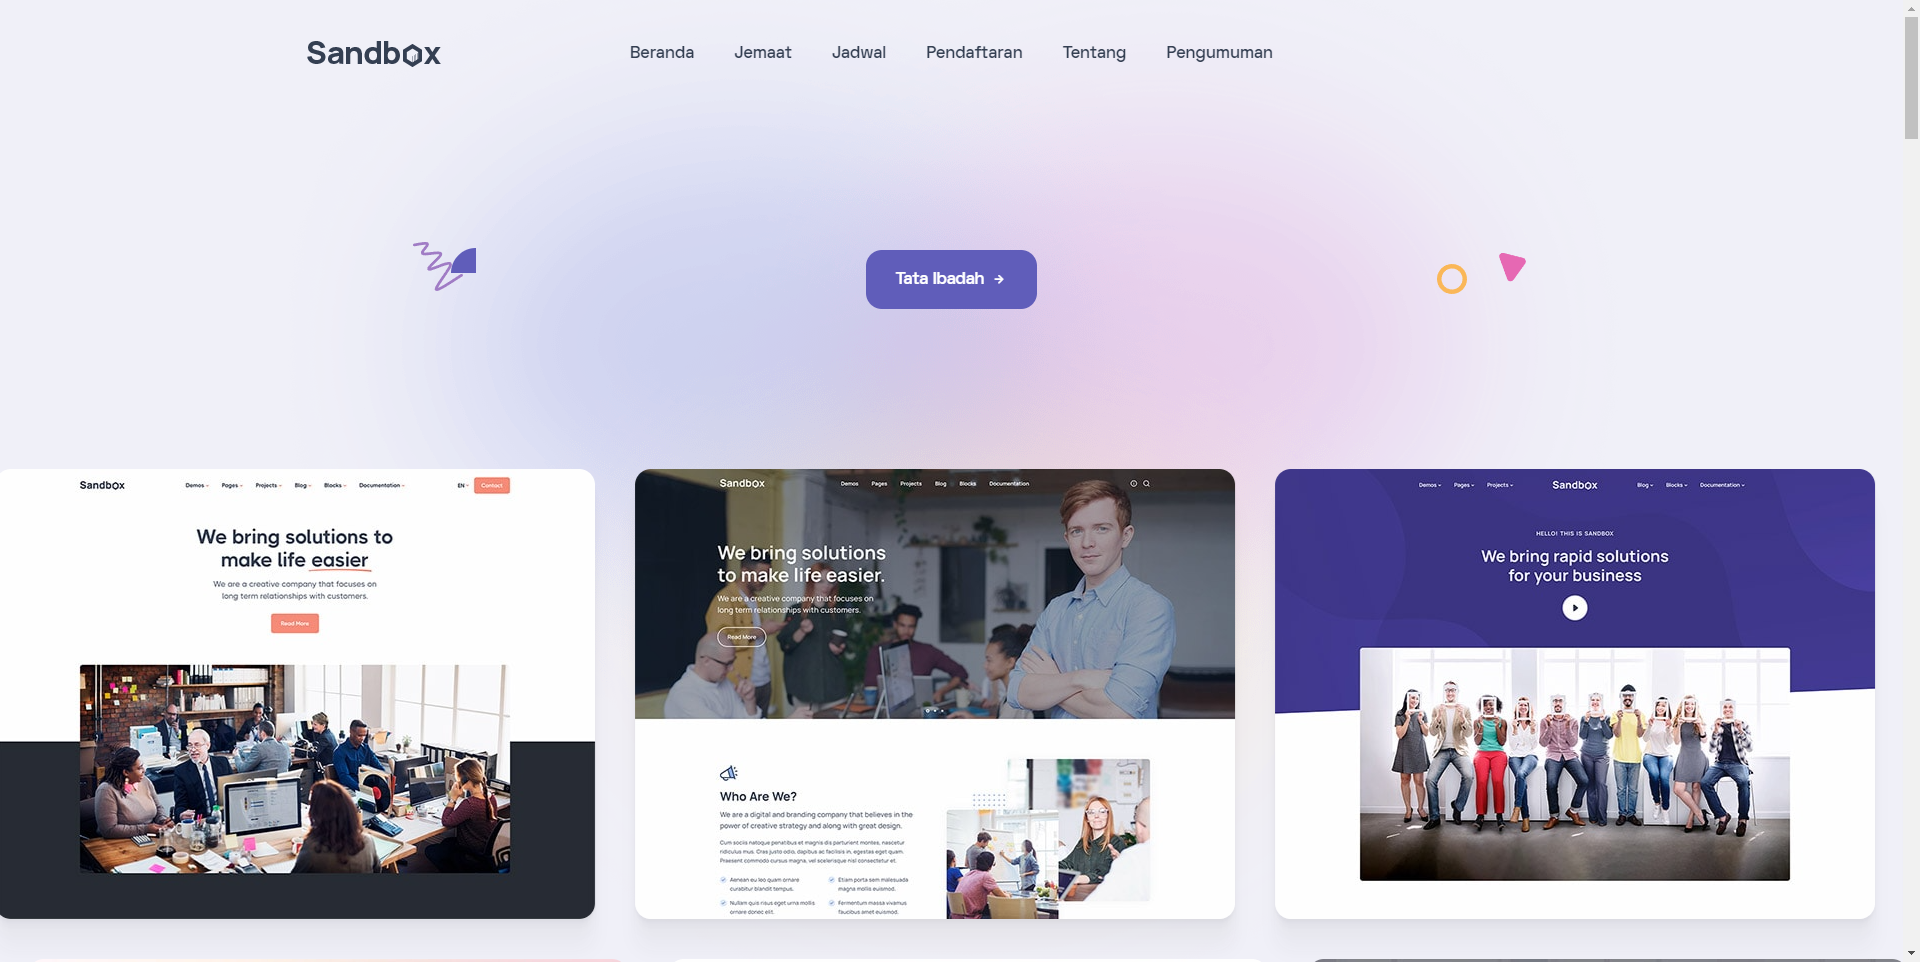 Sandbox
Beranda
Jemaat
Jadwal
Pendaftaran
Tentang
Pengumuman
Tata Ibadah
Sandbox
Demos
Pages
Projects
Blog
Blocks
Documentation
EN
Contact
We bring solutions to
make life easier
We are a creative company that focuses on
long term relationships with customers.
Read More
Sandbox
Demos
Pages
Projects
Blog
Blocks
Documentation
We bring solutions
to make life easier.
We are a creative company that focuses on
long term relationships with customers.
Read More
Who Are We?
We are a digital and branding company that believes in the
power of creative strategy and along with great design.
Cum sociis natoque penatibus et magnis dis parturient montes, nascetur
ridiculus mus. Cras justo odio, dapibus ac facilisis in, egestas eget quam.
Praesent commodo cursus magna, vel scelerisque nisl consectetur et.
Aenean eu leo quam ornare
curabitur blandit tempus.
Etiam porta sem malesuada
magna mollis euismod.
Nullam quis risus eget urna mollis
ornare donec elit.
Fermentum massa vivamus
faucibus amet euismod.
Demos
Pages
Projects
Sandbox
Blog
Blocks
Documentation
HELLO! THIS IS SANDBOX
We bring rapid solutions
for your business